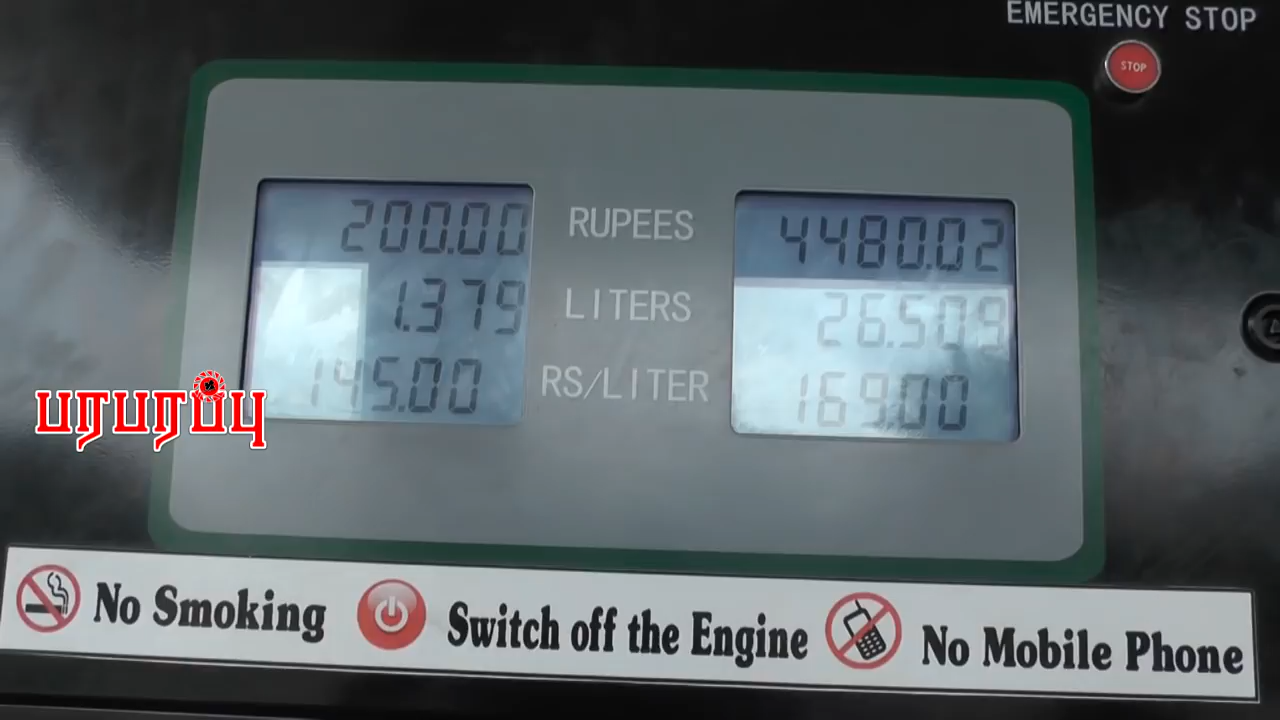 EMERGENCY STOP
STOP
200.00 RUPEES 4480.02
1.379 LITERS 26.509
145.00 RS/LITER 169.00
பரபரப்பு
No Smoking Switch off the Engine No Mobile Phone